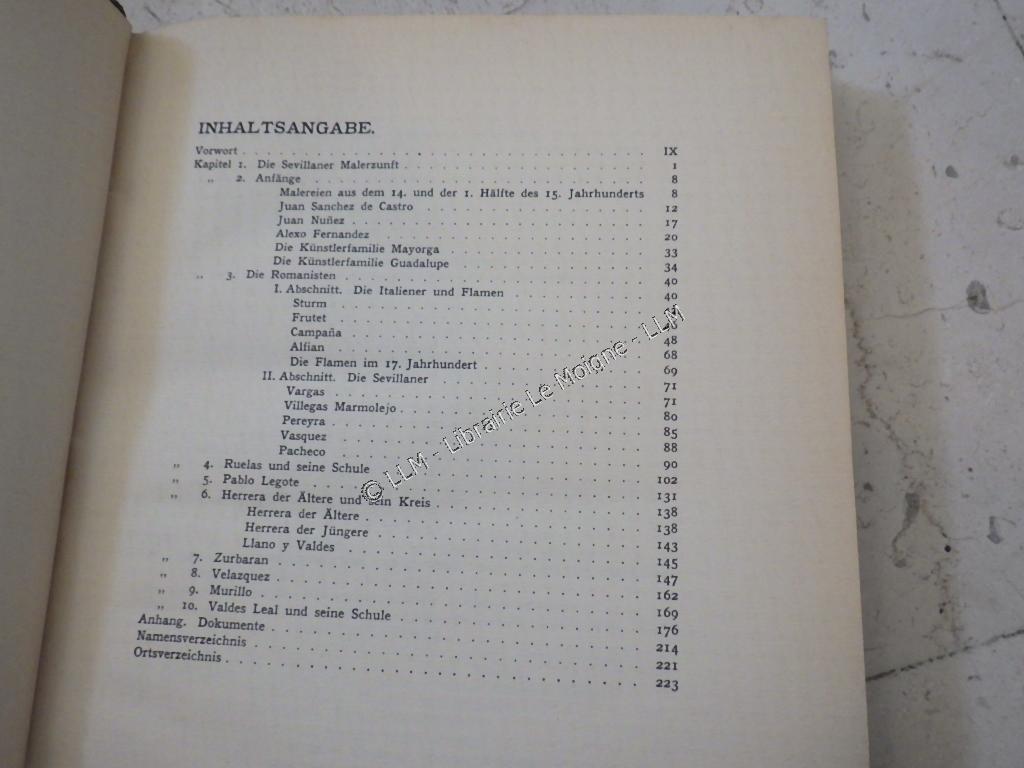 INHALTSANGABE.
Vorwort . . . IX
Kapitel 1. Die Sevillaner Malerzunft . . . 1
„ 2. Anfänge . . . 8
Malereien aus dem 14. und der 1. Hälfte des 15. Jahrhunderts 8
Juan Sanchez de Castro . . . 12
Juan Nuñez . . . 17
Alexo Fernandez . . . 20
Die Künstlerfamilie Mayorga . . . 33
Die Künstlerfamilie Guadalupe . . . 34
„ 3. Die Romanisten . . . 40
I. Abschnitt. Die Italiener und Flamen . . . 40
Sturm . . .
Frutet . . .
Campaña . . . 48
Alfian . . . 68
Die Flamen im 17. Jahrhundert . . . 69
II. Abschnitt. Die Sevillaner . . . 71
Vargas . . . 71
Villegas Marmolejo . . . 80
Pereyra . . . 85
Vasquez . . . 88
Pacheco . . . 90
„ 4. Ruelas und seine Schule . . . 102
„ 5. Pablo Legote . . . 131
„ 6. Herrera der Ältere und sein Kreis . . . 138
Herrera der Ältere . . . 138
Herrera der Jüngere . . . 143
Llano y Valdes . . . 145
„ 7. Zurbaran . . . 147
„ 8. Velazquez . . . 162
„ 9. Murillo . . . 169
„ 10. Valdes Leal und seine Schule . . . 176
Anhang. Dokumente . . . 214
Namensverzeichnis . . . 221
Ortsverzeichnis . . . 223
© LLM - Librairie Le Moigne - LLM